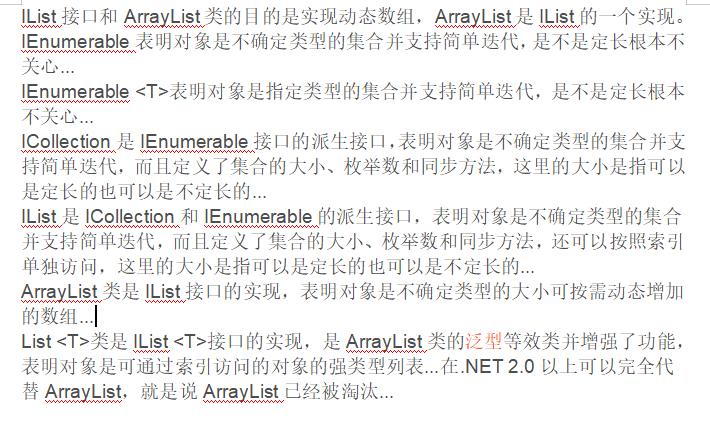 IList 接口和 ArrayList 类的目的是实现动态数组，ArrayList 是 IList 的一个实现。
IEnumerable 表明对象是不确定类型的集合并支持简单迭代，是不是定长根本不
关心...
IEnumerable <T>表明对象是指定类型的集合并支持简单迭代，是不是定长根本
不关心...
ICollection 是 IEnumerable 接口的派生接口，表明对象是不确定类型的集合并支
持简单迭代，而且定义了集合的大小、枚举数和同步方法，这里的大小是指可以
是定长的也可以是不定长的...
IList 是 ICollection 和 IEnumerable 的派生接口，表明对象是不确定类型的集合
并支持简单迭代，而且定义了集合的大小、枚举数和同步方法，还可以按照索引
单独访问，这里的大小是指可以是定长的也可以是不定长的...
ArrayList 类是 IList 接口的实现，表明对象是不确定类型的大小可按需动态增加
的数组...
List <T>类是 IList <T>接口的实现，是 ArrayList 类的泛型等效类并增强了功能，
表明对象是可通过索引访问的对象的强类型列表...在.NET 2.0 以上可以完全代
替 ArrayList，就是说 ArrayList 已经被淘汰...